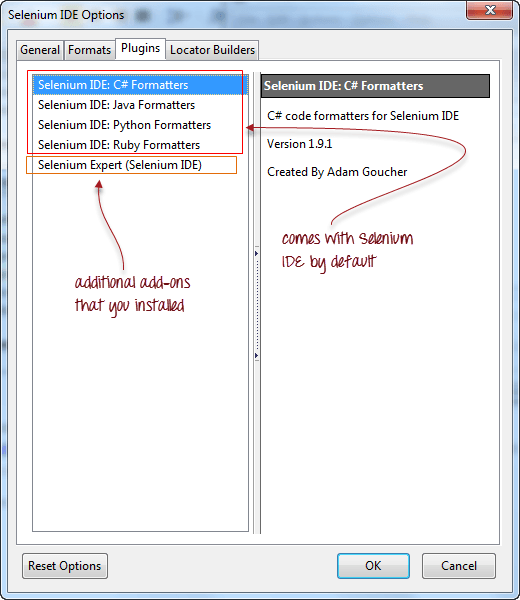 Selenium IDE Options
General Formats Plugins Locator Builders
Selenium IDE: C# Formatters
Selenium IDE: Java Formatters
Selenium IDE: Python Formatters
Selenium IDE: Ruby Formatters
Selenium Expert (Selenium IDE)
additional add-ons
that you installed
Selenium IDE: C# Formatters
C# code formatters for Selenium IDE
Version 1.9.1
Created By Adam Goucher
comes with Selenium
IDE by default
Reset Options OK Cancel